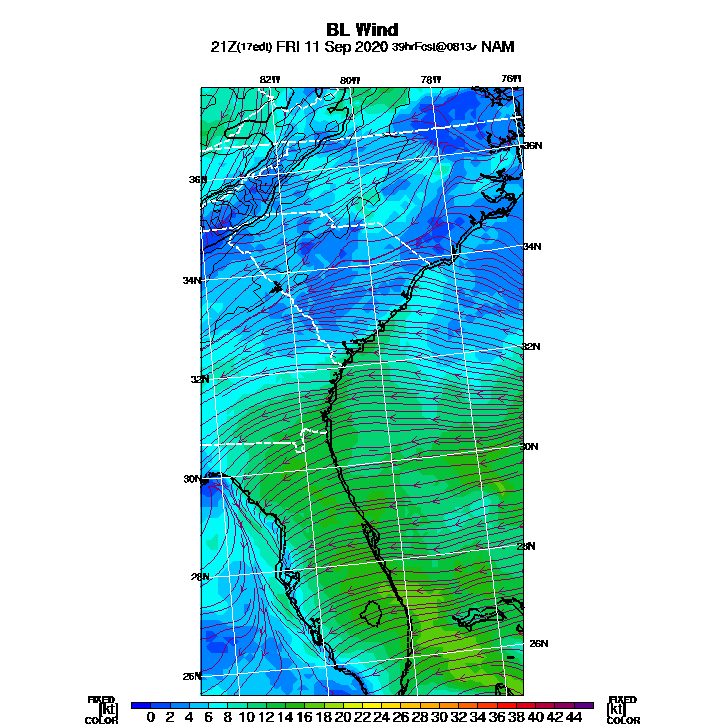 BL Wind
21Z(17edt) FRI 11 Sep 2020 39hrFcst@0813z NAM
82W 80W 78W 76W
36N
36N
34N
34N
32N
32N
30N
30N
28N
28N
26N
26N
FIXED FIXED
[kt] 0 2 4 6 8 10 12 14 16 18 20 22 24 26 28 30 32 34 36 38 40 42 44 [kt]
COLOR COLOR